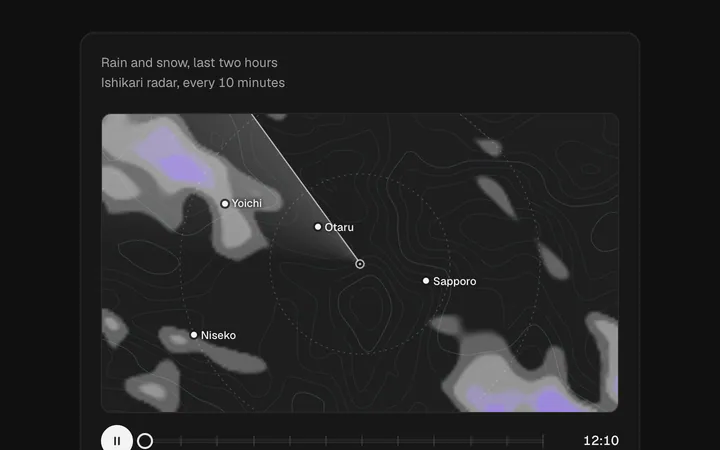 Rain and snow, last two hours
Ishikari radar, every 10 minutes
Yoichi
Otaru
Sapporo
Niseko
12:10